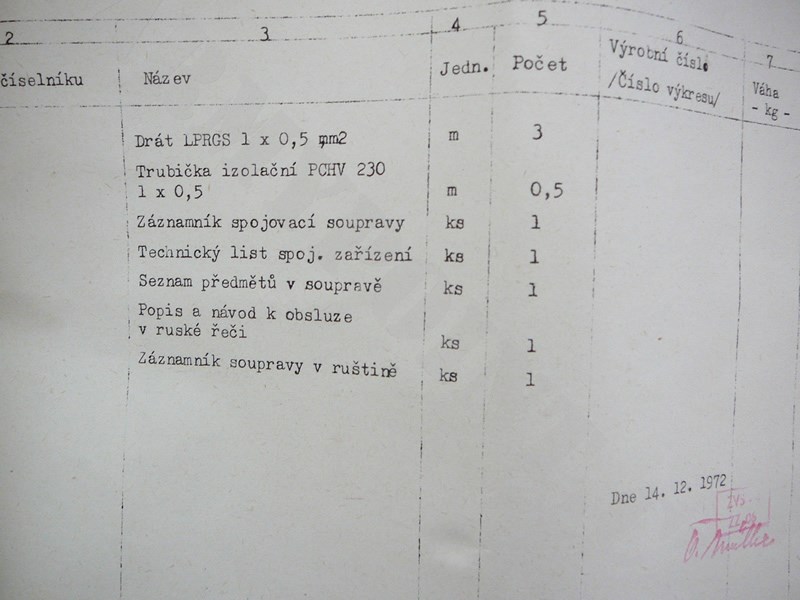 2 3 4 5 6 7
číselníku Název Jedn. Počet Výrobní čísl. Váha
/Číslo výkresu/ - kg -
Drát LPRGS 1 x 0,5 mm2 m 3
Trubička izolační PCHV 230
1 x 0,5 m 0,5
Záznamník spojovací soupravy ks 1
Technický list spoj. zařízení ks 1
Seznam předmětů v soupravě ks 1
Popis a návod k obsluze
v ruské řeči ks 1
Záznamník soupravy v ruštině ks 1
Dne 14. 12. 1972